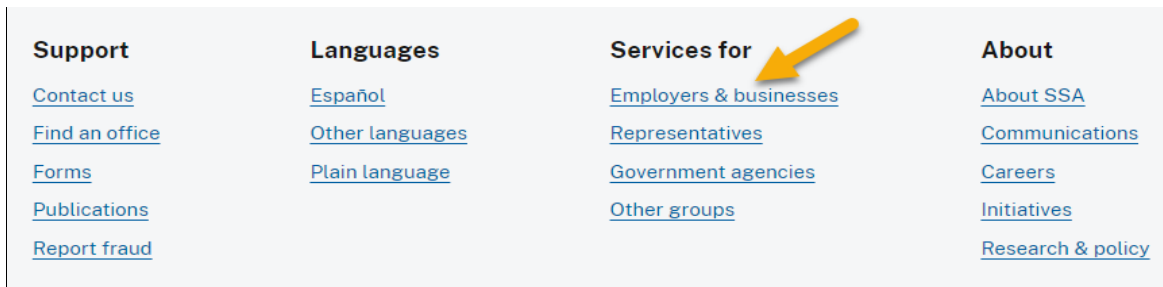 Support
Contact us
Find an office
Forms
Publications
Report fraud
Languages
Español
Other languages
Plain language
Services for
Employers & businesses
Representatives
Government agencies
Other groups
About
About SSA
Communications
Careers
Initiatives
Research & policy